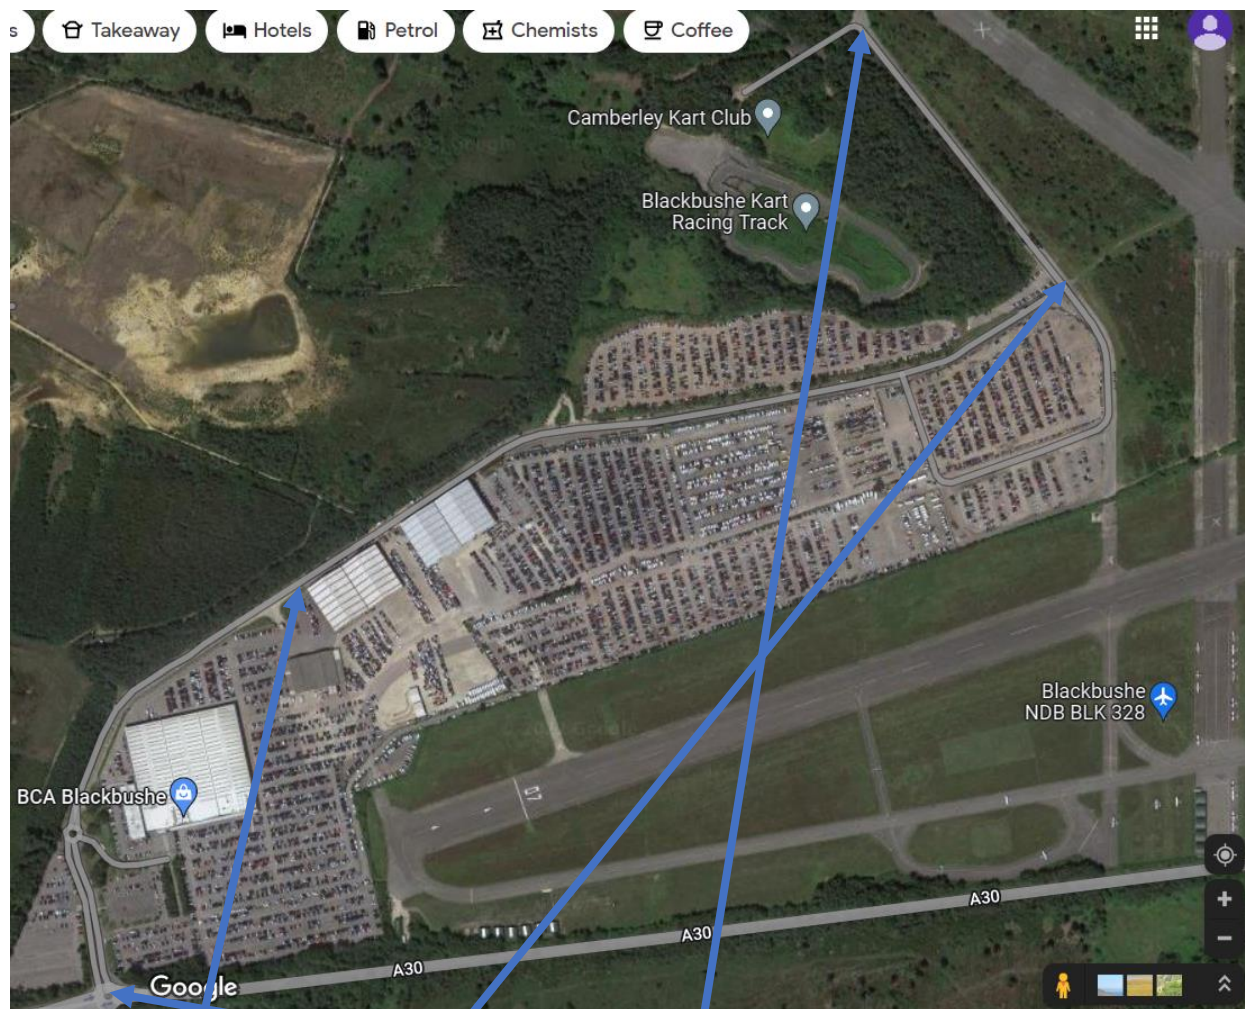 s
Takeaway
Hotels
Petrol
Chemists
Coffee
Camberley Kart Club
Blackbushe Kart
Racing Track
Blackbushe
NDB BLK 328
07
BCA Blackbushe
A30
A30
A30
Google